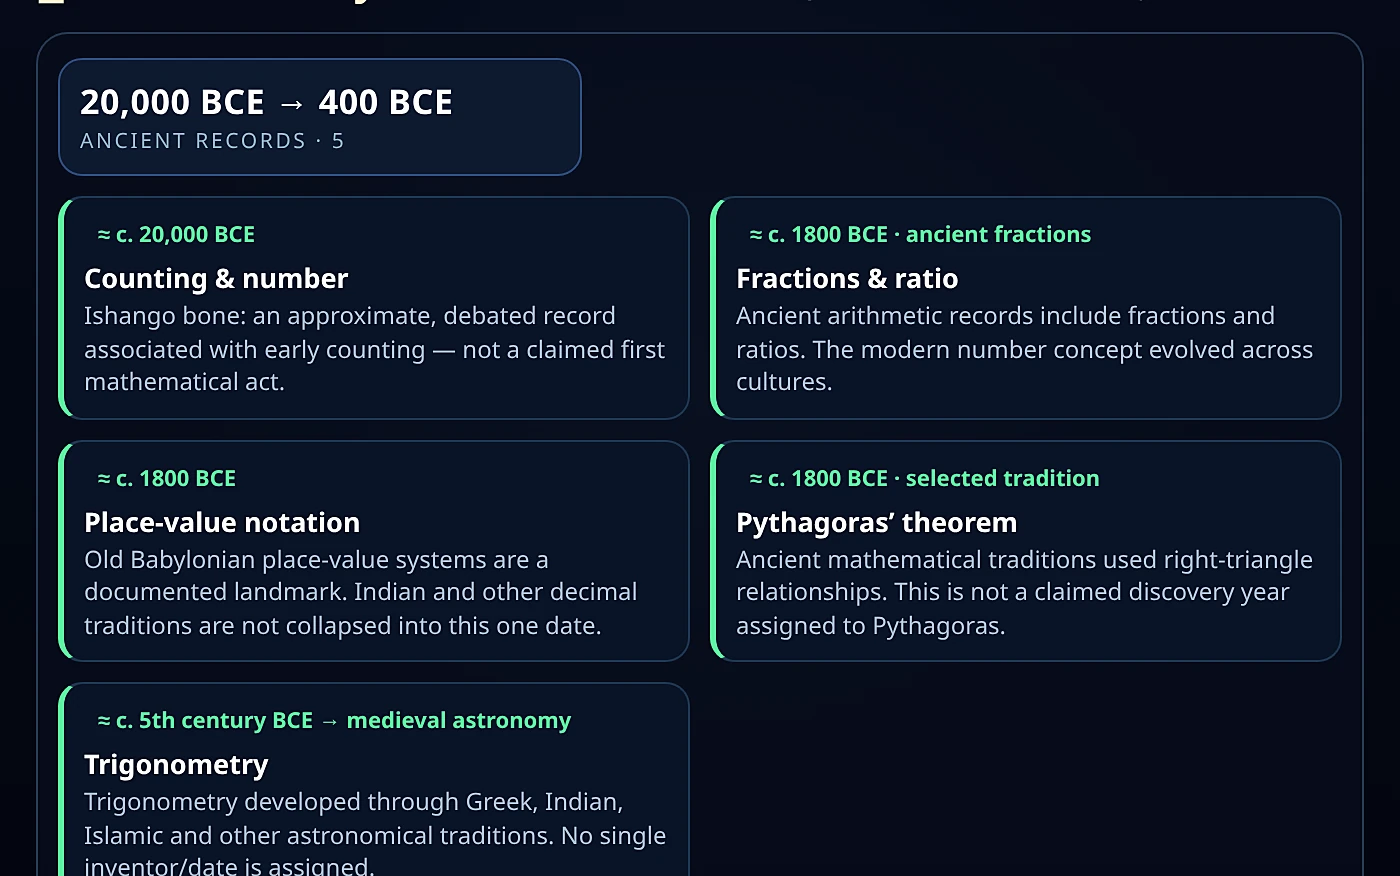 20,000 BCE → 400 BCE
ANCIENT RECORDS · 5
≈ c. 20,000 BCE
Counting & number
Ishango bone: an approximate, debated record
associated with early counting — not a claimed first
mathematical act.
≈ c. 1800 BCE · ancient fractions
Fractions & ratio
Ancient arithmetic records include fractions and
ratios. The modern number concept evolved across
cultures.
≈ c. 1800 BCE
Place-value notation
Old Babylonian place-value systems are a
documented landmark. Indian and other decimal
traditions are not collapsed into this one date.
≈ c. 1800 BCE · selected tradition
Pythagoras’ theorem
Ancient mathematical traditions used right-triangle
relationships. This is not a claimed discovery year
assigned to Pythagoras.
≈ c. 5th century BCE → medieval astronomy
Trigonometry
Trigonometry developed through Greek, Indian,
Islamic and other astronomical traditions. No single
inventor/date is assigned.